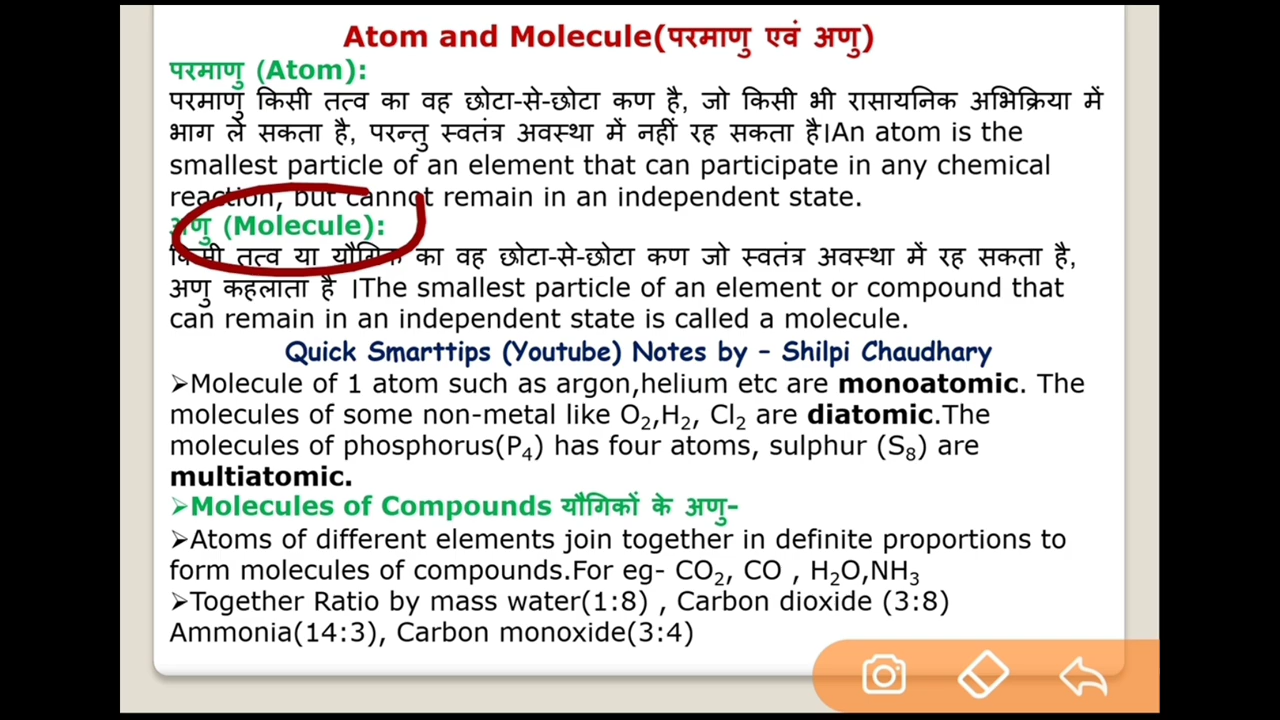 Atom and Molecule(परमाणु एवं अणु)
परमाणु (Atom):
परमाणु किसी तत्व का वह छोटा-से-छोटा कण है, जो किसी भी रासायनिक अभिक्रिया में
भाग ले सकता है, परन्तु स्वतंत्र अवस्था में नहीं रह सकता है।An atom is the
smallest particle of an element that can participate in any chemical
reaction, but cannot remain in an independent state.
अणु (Molecule):
किसी तत्व या यौगिक का वह छोटा-से-छोटा कण जो स्वतंत्र अवस्था में रह सकता है,
अणु कहलाता है ।The smallest particle of an element or compound that
can remain in an independent state is called a molecule.
Quick Smarttips (Youtube) Notes by – Shilpi Chaudhary
➢Molecule of 1 atom such as argon,helium etc are monoatomic. The
molecules of some non-metal like O₂,H₂, Cl₂ are diatomic.The
molecules of phosphorus(P₄) has four atoms, sulphur (S₈) are
multiatomic.
➢Molecules of Compounds यौगिकों के अणु-
➢Atoms of different elements join together in definite proportions to
form molecules of compounds.For eg- CO₂, CO , H₂O,NH₃
➢Together Ratio by mass water(1:8) , Carbon dioxide (3:8)
Ammonia(14:3), Carbon monoxide(3:4)